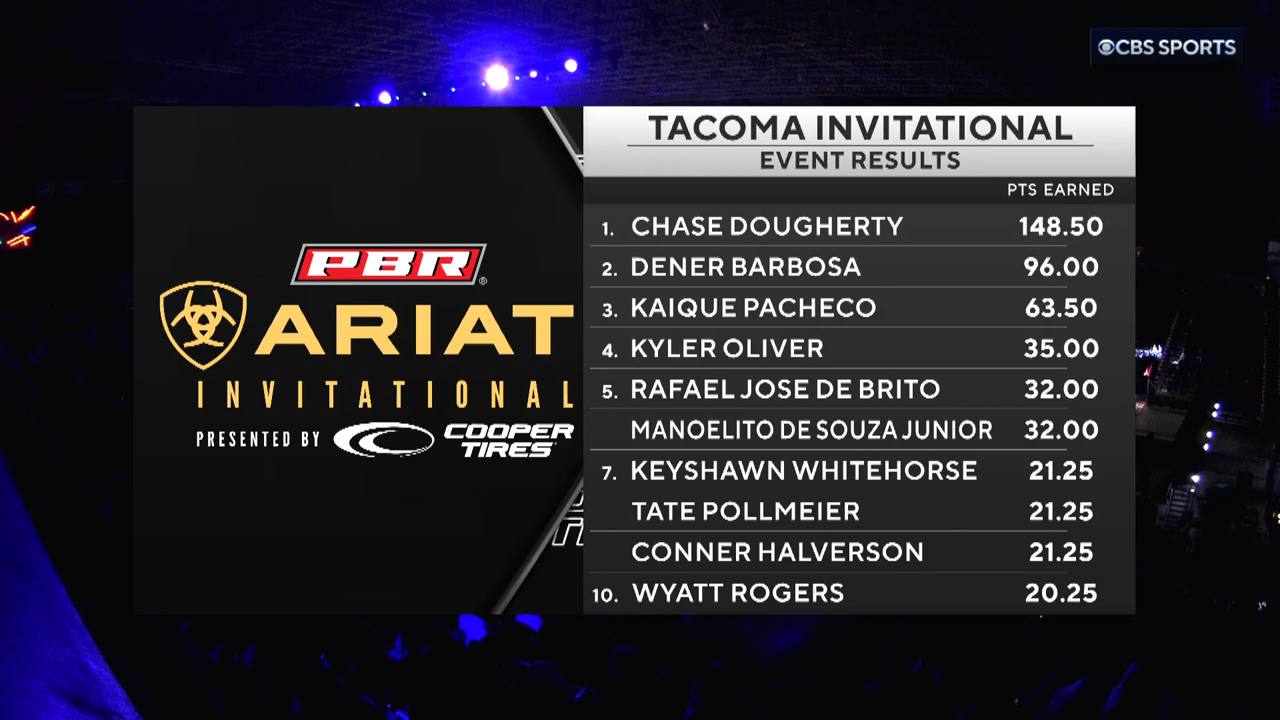 CBS SPORTS
TACOMA INVITATIONAL
EVENT RESULTS
PTS EARNED
1. CHASE DOUGHERTY 148.50
2. DENER BARBOSA 96.00
3. KAIQUE PACHECO 63.50
4. KYLER OLIVER 35.00
5. RAFAEL JOSE DE BRITO 32.00
MANOELITO DE SOUZA JUNIOR 32.00
7. KEYSHAWN WHITEHORSE 21.25
TATE POLLMEIER 21.25
CONNER HALVERSON 21.25
10. WYATT ROGERS 20.25
PBR®
ARIAT
INVITATIONAL
PRESENTED BY COOPER TIRES